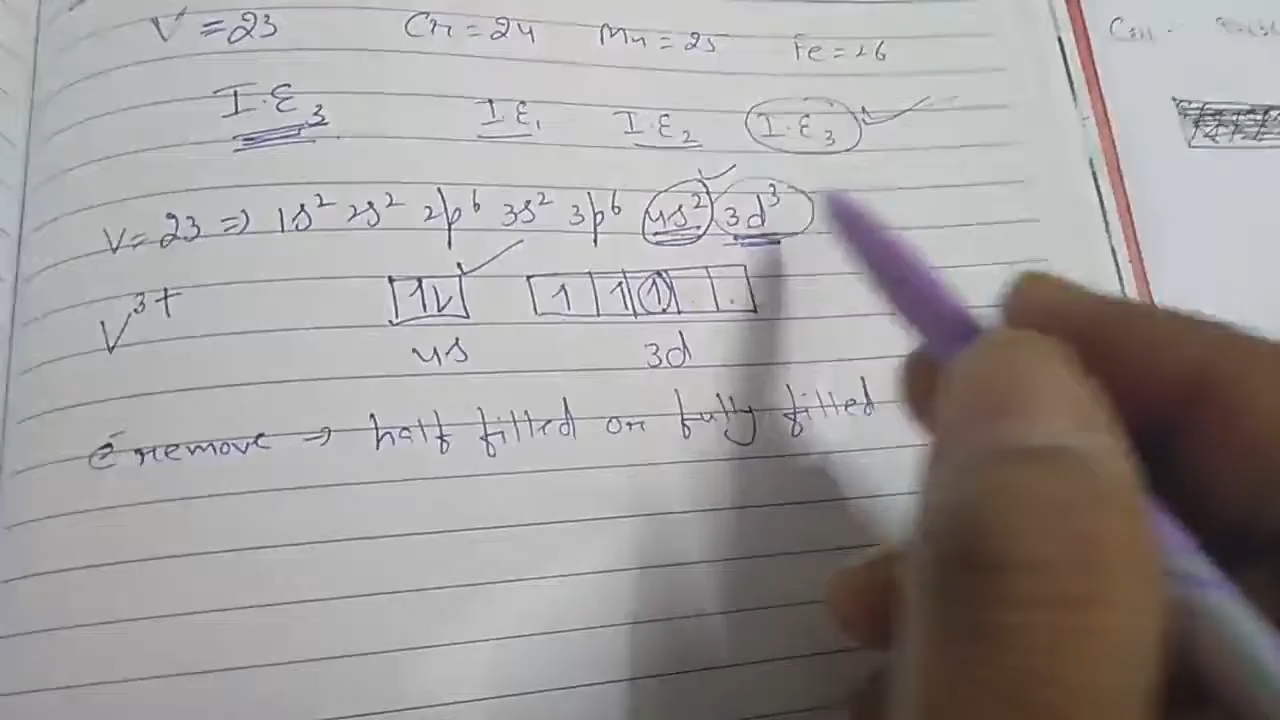 V = 23 Cr = 24 Mn = 25 Fe = 26
I.E₃ I.E₁ I.E₂ I.E₃
V = 23 ⇒ 1s² 2s² 2p⁶ 3s² 3p⁶ 4s² 3d³
V³⁺ 1 1 1 1
4s 3d
e⁻ remove → half filled or fully filled